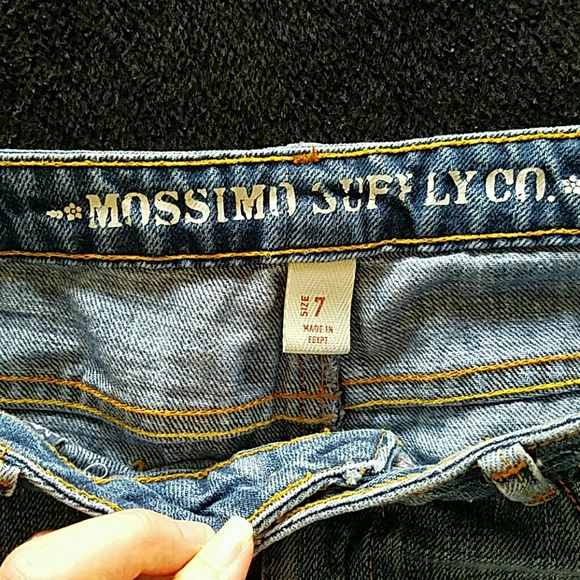 MOSSIMO SUPPLY CO.
SIZE 7
MADE IN
EGYPT